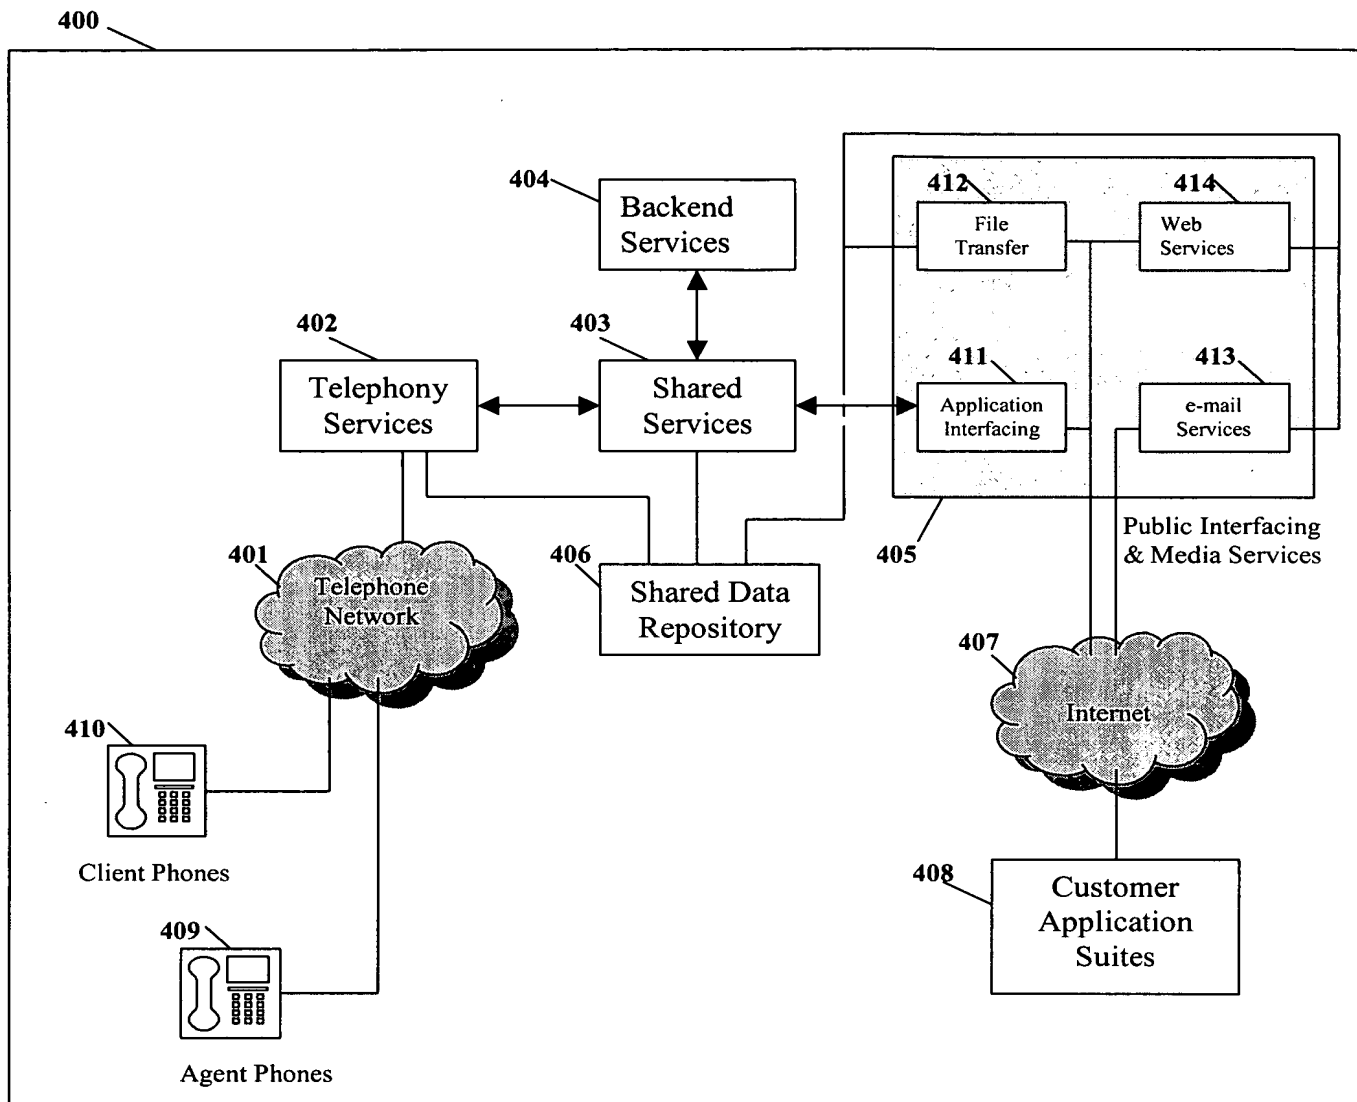 400
404
Backend
Services
412
File
Transfer
414
Web
Services
402
Telephony
Services
403
Shared
Services
411
Application
Interfacing
413
e-mail
Services
405
Public Interfacing
& Media Services
401
Telephone
Network
406
Shared Data
Repository
407
Internet
410
Client Phones
408
Customer
Application
Suites
409
Agent Phones